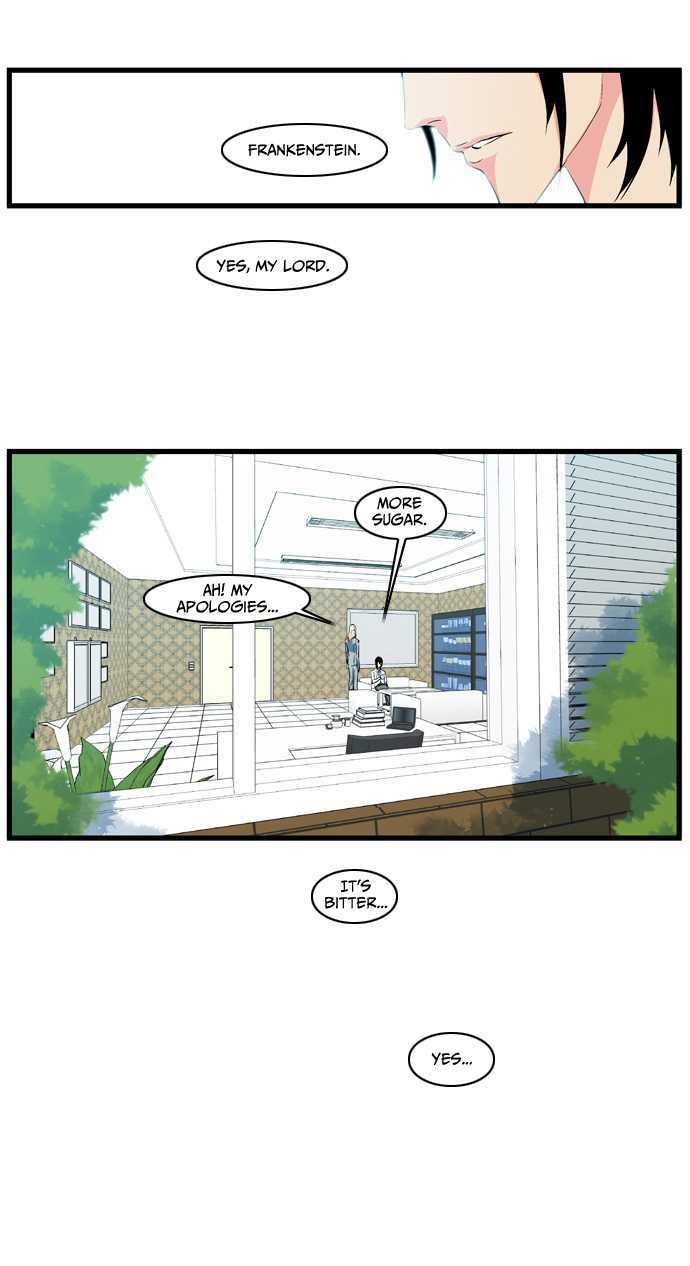 FRANKENSTEIN.
YES, MY LORD.
MORE
SUGAR.
AH! MY
APOLOGIES...
IT'S
BITTER...
YES...